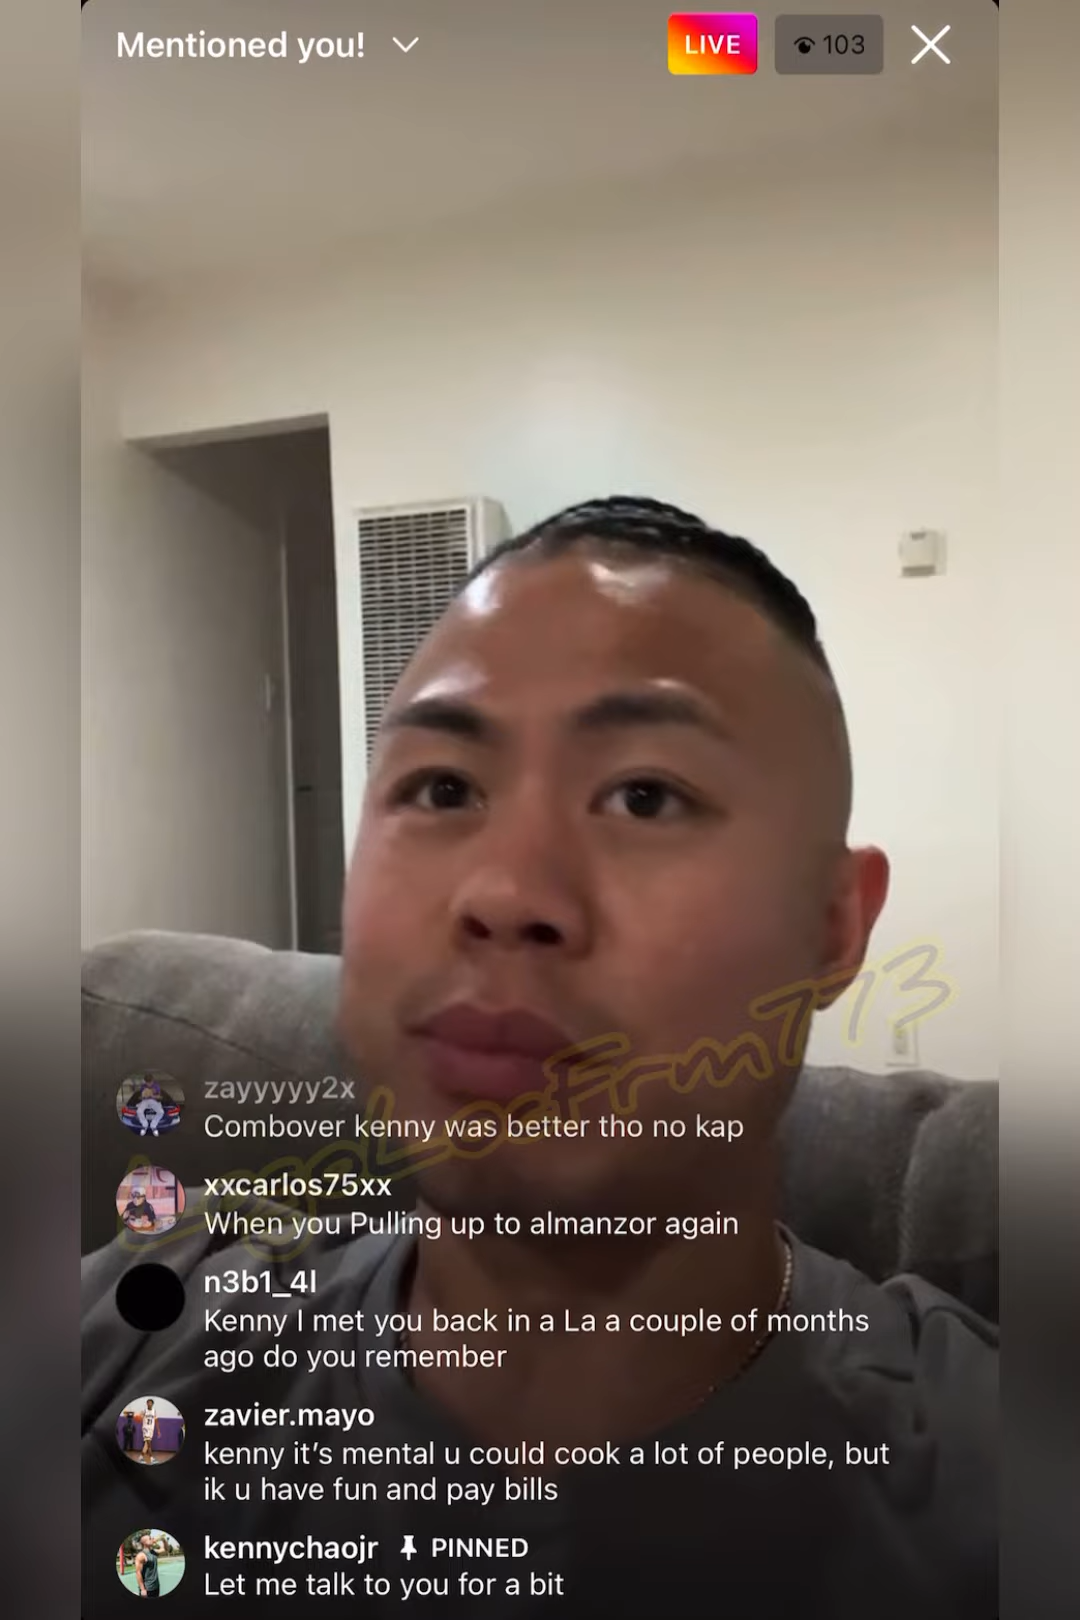 Mentioned you!
LIVE
103
zayyyyy2x
Combover kenny was better tho no kap
xxcarlos75xx
When you Pulling up to almanzor again
n3b1_4l
Kenny I met you back in a La a couple of months
ago do you remember
zavier.mayo
kenny it’s mental u could cook a lot of people, but
ik u have fun and pay bills
kennychaojr PINNED
Let me talk to you for a bit
LegoLocFrm773